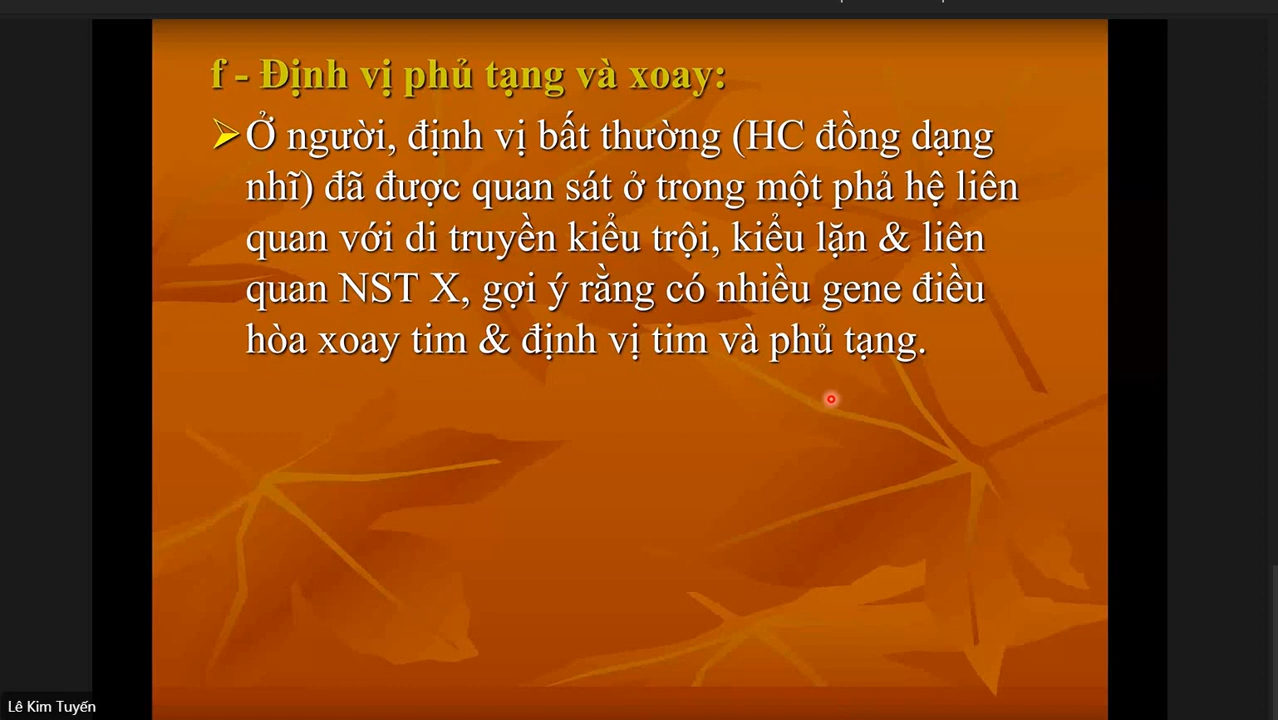 f - Định vị phủ tạng và xoay:
Ở người, định vị bất thường (HC đồng dạng
nhĩ) đã được quan sát ở trong một phả hệ liên
quan với di truyền kiểu trội, kiểu lặn & liên
quan NST X, gợi ý rằng có nhiều gene điều
hòa xoay tim & định vị tim và phủ tạng.
Lê Kim Tuyến